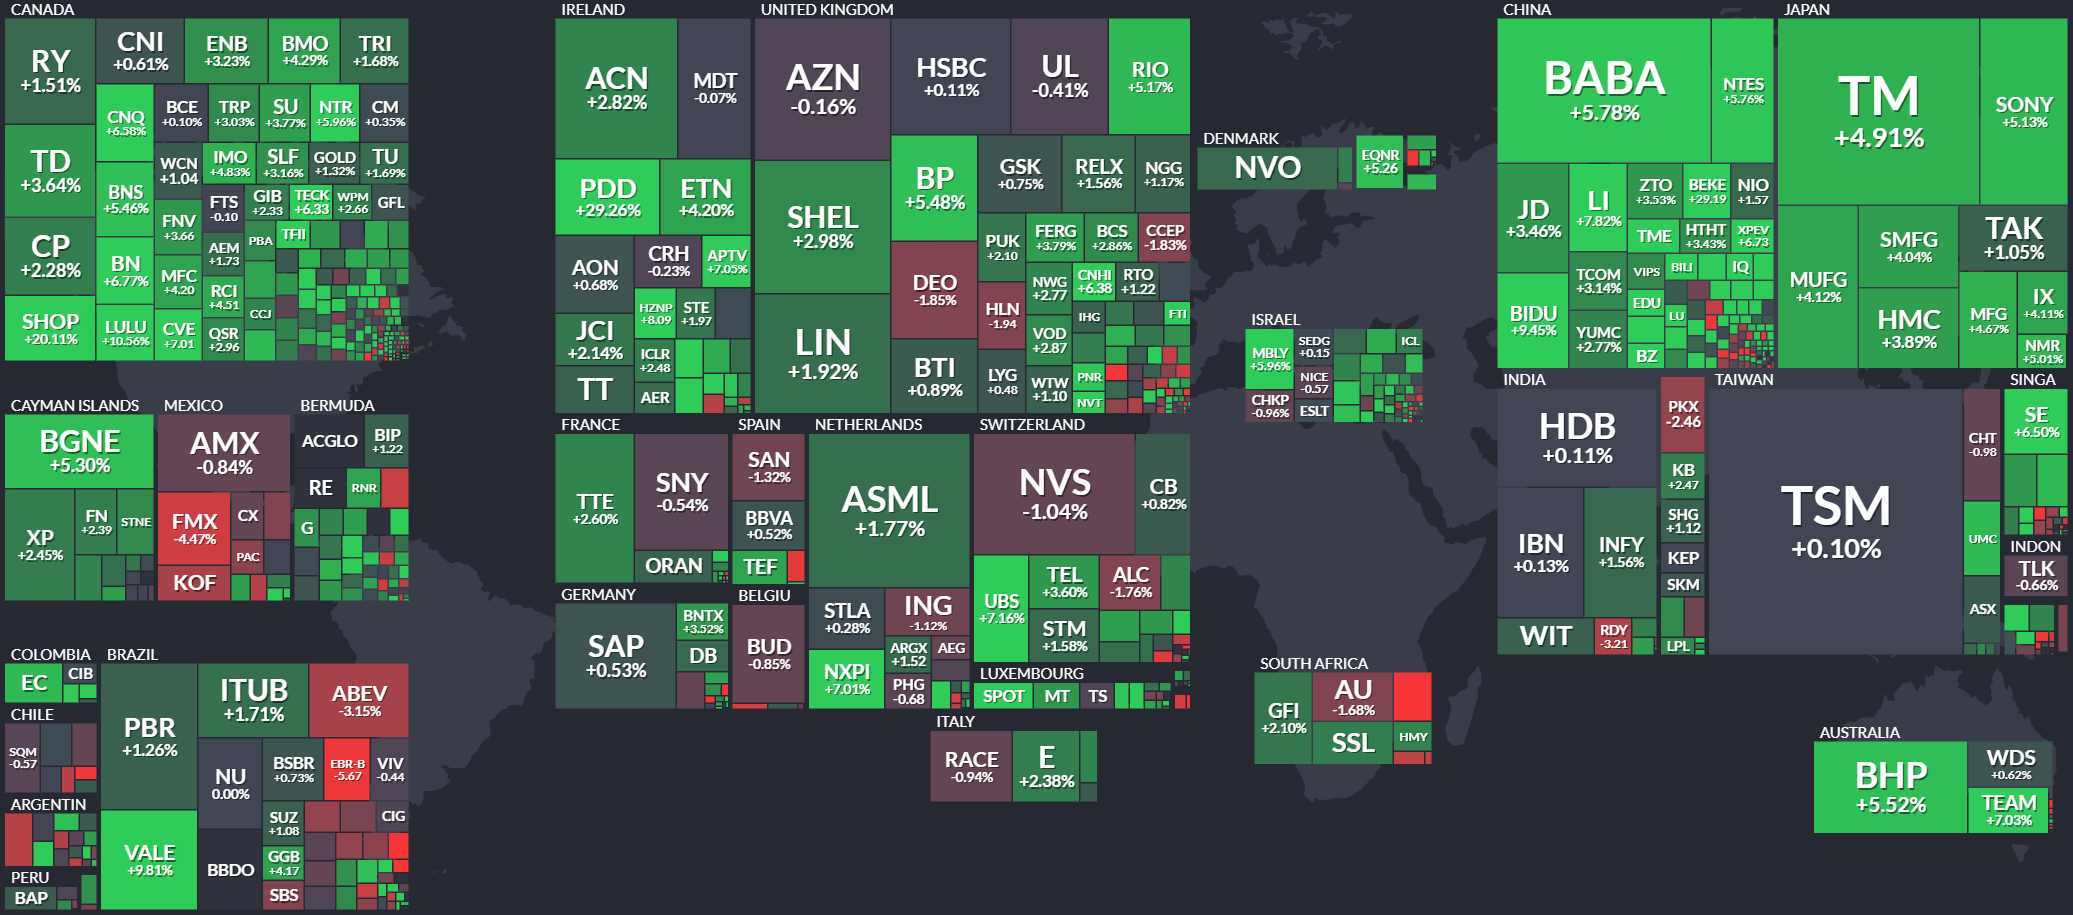 CANADA
RY
+1.51%
CNI
+0.61%
ENB
+3.23%
BMO
+4.29%
TRI
+1.68%
CNQ
+6.58%
BCE
+0.10%
TRP
+3.03%
SU
+3.77%
NTR
+5.96%
CM
+0.35%
TD
+3.64%
WCN
+1.04
IMO
+4.83%
SLF
+3.16%
GOLD
+1.32%
TU
+1.69%
BNS
+5.46%
FTS
-0.10
GIB
+2.33
TECK
+6.33
WPM
+2.66
GFL
FNV
+3.66
CP
+2.28%
AEM
+1.73
PBA
TFII
BN
+6.77%
MFC
+4.20
RCI
+4.51
CCJ
SHOP
+20.11%
LULU
+10.56%
CVE
+7.01
QSR
+2.96
CAYMAN ISLANDS
BGNE
+5.30%
XP
+2.45%
FN
+2.39
STNE
MEXICO
AMX
-0.84%
FMX
-4.47%
CX
PAC
KOF
BERMUDA
ACGLO
BIP
+1.22
RE
RNR
G
COLOMBIA
EC
CIB
CHILE
SQM
-0.57
ARGENTIN
PERU
BAP
BRAZIL
PBR
+1.26%
ITUB
+1.71%
ABEV
-3.15%
NU
0.00%
BSBR
+0.73%
EBR-B
-5.67
VIV
-0.44
VALE
+9.81%
BBDO
SUZ
+1.08
CIG
GGB
+4.17
SBS
IRELAND
ACN
+2.82%
MDT
-0.07%
PDD
+29.26%
ETN
+4.20%
AON
+0.68%
CRH
-0.23%
APTV
+7.05%
HZNP
+8.09
STE
+1.97
JCI
+2.14%
ICLR
+2.48
TT
AER
UNITED KINGDOM
AZN
-0.16%
HSBC
+0.11%
UL
-0.41%
RIO
+5.17%
SHEL
+2.98%
BP
+5.48%
GSK
+0.75%
RELX
+1.56%
NGG
+1.17%
PUK
+2.10
FERG
+3.79%
BCS
+2.86%
CCEP
-1.83%
DEO
-1.85%
HLN
-1.94
NWG
+2.77
CNHI
+6.38
RTO
+1.22
IHG
FTI
LIN
+1.92%
VOD
+2.87
BTI
+0.89%
LYG
+0.48
WTW
+1.10
PNR
NVT
FRANCE
TTE
+2.60%
SNY
-0.54%
ORAN
SPAIN
SAN
-1.32%
BBVA
+0.52%
TEF
NETHERLANDS
ASML
+1.77%
STLA
+0.28%
ING
-1.12%
NXPI
+7.01%
ARGX
+1.52
AEG
PHG
-0.68
SWITZERLAND
NVS
-1.04%
CB
+0.82%
UBS
+7.16%
TEL
+3.60%
ALC
-1.76%
STM
+1.58%
GERMANY
SAP
+0.53%
BNTX
+3.52%
DB
BELGIU
BUD
-0.85%
LUXEMBOURG
SPOT
MT
TS
ITALY
RACE
-0.94%
E
+2.38%
DENMARK
NVO
EQNR
+5.26
ISRAEL
MBLY
+5.96%
SEDG
+0.15
ICL
NICE
-0.57
CHKP
-0.96%
ESLT
SOUTH AFRICA
GFI
+2.10%
AU
-1.68%
SSL
HMY
CHINA
BABA
+5.78%
NTES
+5.76%
JD
+3.46%
LI
+7.82%
ZTO
+3.53%
BEKE
+29.19
NIO
+1.57
TME
HTHT
+3.43%
XPEV
+6.73
TCOM
+3.14%
VIPS
BILI
IQ
BIDU
+9.45%
EDU
LU
YUMC
+2.77%
BZ
JAPAN
TM
+4.91%
SONY
+5.13%
MUFG
+4.12%
SMFG
+4.04%
TAK
+1.05%
HMC
+3.89%
MFG
+4.67%
IX
+4.11%
NMR
+5.01%
INDIA
HDB
+0.11%
IBN
+0.13%
INFY
+1.56%
WIT
RDY
-3.21
PKX
-2.46
KB
+2.47
SHG
+1.12
KEP
SKM
LPL
TAIWAN
TSM
+0.10%
CHT
-0.98
UMC
ASX
SINGA
SE
+6.50%
INDON
TLK
-0.66%
AUSTRALIA
BHP
+5.52%
WDS
+0.62%
TEAM
+7.03%